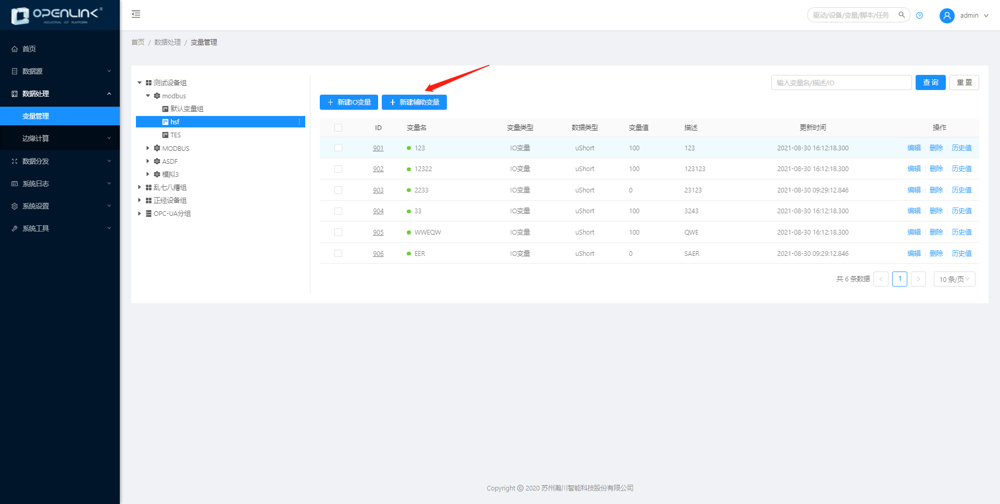 OPENLINK®
INDUSTRIAL IOT PLATFORM
驱动/设备/变量/脚本/任务
admin
首页
数据源
数据处理
变量管理
边缘计算
数据分发
系统日志
系统设置
系统工具
首页 / 数据处理 / 变量管理
测试设备组
modbus
默认变量组
hsf
TES
MODBUS
ASDF
模拟3
乱七八糟组
正经设备组
OPC-UA分组
输入变量名/描述/ID
查 询
重 置
+ 新建IO变量
+ 新建辅助变量
ID 变量名 变量类型 数据类型 变量值 描述 更新时间 操作
901 123 IO变量 uShort 100 123 2021-08-30 16:12:18.300 编辑 删除 历史值
902 12322 IO变量 uShort 100 123123 2021-08-30 16:12:18.300 编辑 删除 历史值
903 2233 IO变量 uShort 0 23123 2021-08-30 09:29:12.846 编辑 删除 历史值
904 33 IO变量 uShort 100 3243 2021-08-30 16:12:18.300 编辑 删除 历史值
905 WWEQW IO变量 uShort 100 QWE 2021-08-30 16:12:18.300 编辑 删除 历史值
906 EER IO变量 uShort 0 SAER 2021-08-30 09:29:12.846 编辑 删除 历史值
共 6 条数据 < 1 > 10 条/页
Copyright © 2020 苏州瀚川智能科技股份有限公司